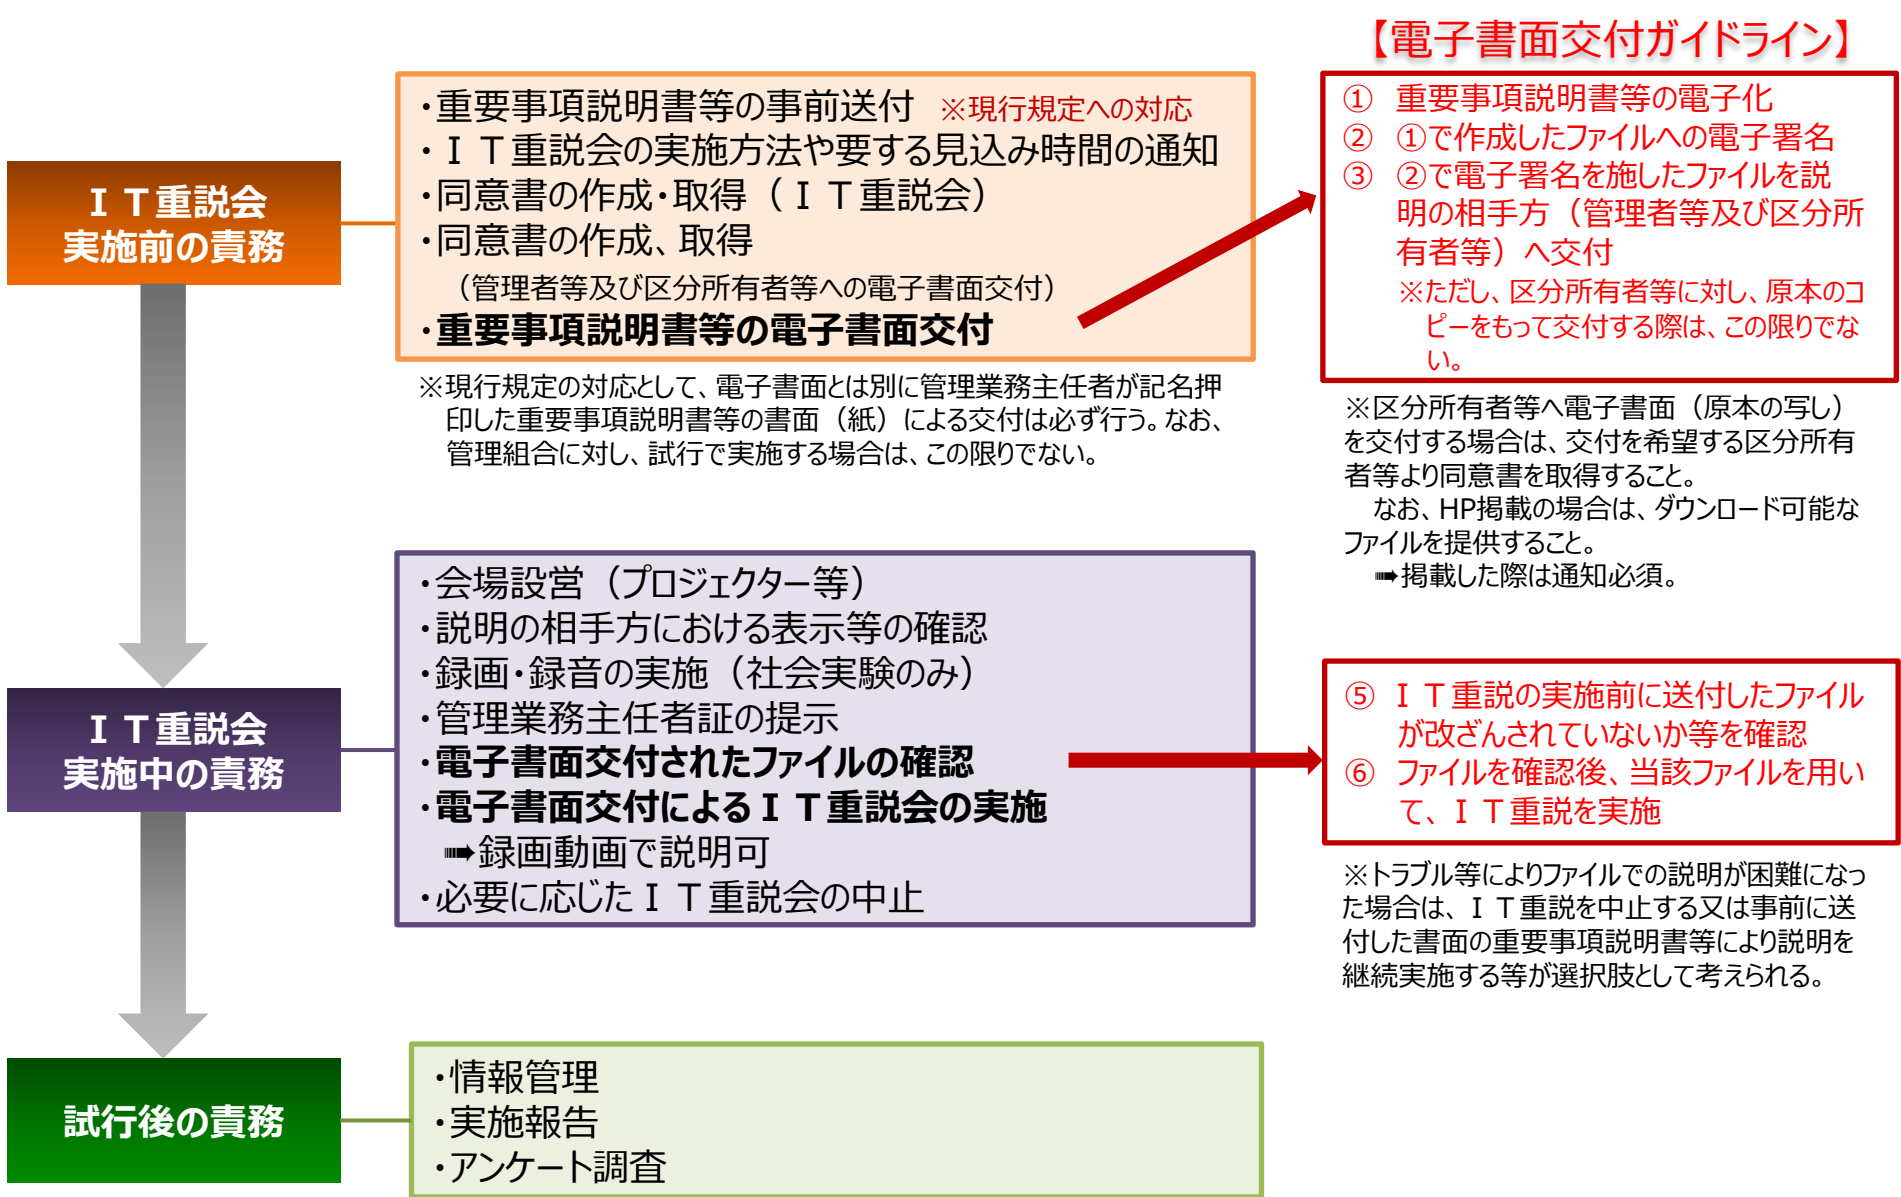 【電子書面交付ガイドライン】
ＩＴ重説会
実施前の責務
・重要事項説明書等の事前送付 ※現行規定への対応
・ＩＴ重説会の実施方法や要する見込み時間の通知
・同意書の作成・取得（ＩＴ重説会）
・同意書の作成、取得
（管理者等及び区分所有者等への電子書面交付）
・重要事項説明書等の電子書面交付
※現行規定の対応として、電子書面とは別に管理業務主任者が記名押
印した重要事項説明書等の書面（紙）による交付は必ず行う。なお、
管理組合に対し、試行で実施する場合は、この限りでない。
① 重要事項説明書等の電子化
② ①で作成したファイルへの電子署名
③ ②で電子署名を施したファイルを説
明の相手方（管理者等及び区分所
有者等）へ交付
※ただし、区分所有者等に対し、原本のコ
ピーをもって交付する際は、この限りでな
い。
※区分所有者等へ電子書面（原本の写し）
を交付する場合は、交付を希望する区分所有
者等より同意書を取得すること。
なお、HP掲載の場合は、ダウンロード可能な
ファイルを提供すること。
➠掲載した際は通知必須。
ＩＴ重説会
実施中の責務
・会場設営（プロジェクター等）
・説明の相手方における表示等の確認
・録画・録音の実施（社会実験のみ）
・管理業務主任者証の提示
・電子書面交付されたファイルの確認
・電子書面交付によるＩＴ重説会の実施
➠録画動画で説明可
・必要に応じたＩＴ重説会の中止
⑤ ＩＴ重説の実施前に送付したファイル
が改ざんされていないか等を確認
⑥ ファイルを確認後、当該ファイルを用い
て、ＩＴ重説を実施
※トラブル等によりファイルでの説明が困難になっ
た場合は、ＩＴ重説を中止する又は事前に送
付した書面の重要事項説明書等により説明を
継続実施する等が選択肢として考えられる。
試行後の責務
・情報管理
・実施報告
・アンケート調査